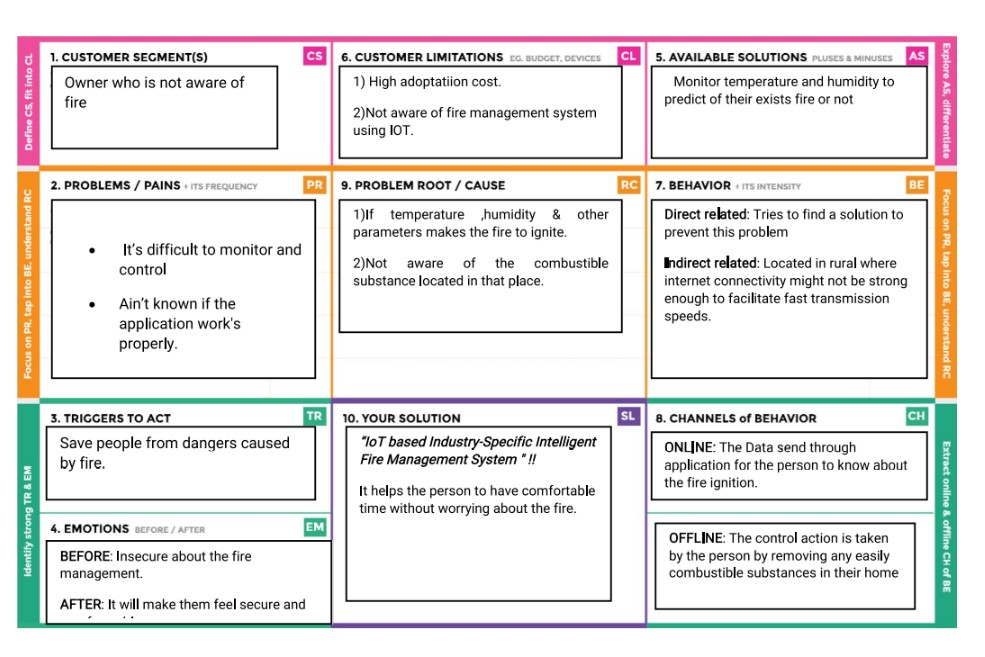 Define CS, fit into CL
1. CUSTOMER SEGMENT(S)
CS
Owner who is not aware of
fire
6. CUSTOMER LIMITATIONS EG. BUDGET, DEVICES
CL
1) High adoptatiion cost.
2)Not aware of fire management system
using IOT.
5. AVAILABLE SOLUTIONS PLUSES & MINUSES
AS
Monitor temperature and humidity to
predict of their exists fire or not
Explore AS, differentiate
Focus on PR, tap into BE, understand RC
2. PROBLEMS / PAINS + ITS FREQUENCY
PR
• It's difficult to monitor and
control
• Ain't known if the
application work's
properly.
9. PROBLEM ROOT / CAUSE
RC
1)If temperature ,humidity & other
parameters makes the fire to ignite.
2)Not aware of the combustible
substance located in that place.
7. BEHAVIOR + ITS INTENSITY
BE
Direct related: Tries to find a solution to
prevent this problem
Indirect related: Located in rural where
internet connectivity might not be strong
enough to facilitate fast transmission
speeds.
Focus on PR, tap into BE, understand RC
Identify strong TR & EM
3. TRIGGERS TO ACT
TR
Save people from dangers caused
by fire.
4. EMOTIONS BEFORE / AFTER
EM
BEFORE: Insecure about the fire
management.
AFTER: It will make them feel secure and
10. YOUR SOLUTION
SL
"IoT based Industry-Specific Intelligent
Fire Management System " !!
It helps the person to have comfortable
time without worrying about the fire.
8. CHANNELS of BEHAVIOR
CH
ONLINE: The Data send through
application for the person to know about
the fire ignition.
OFFLINE: The control action is taken
by the person by removing any easily
combustible substances in their home
Extract online & offline CH of BE